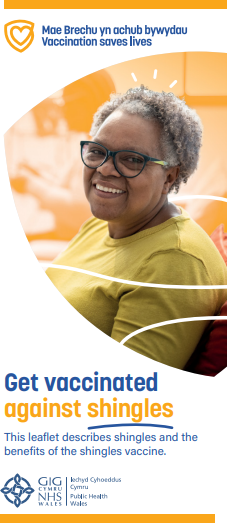 Mae Brechu yn achub bywydau
Vaccination saves lives
Get vaccinated
against shingles
This leaflet describes shingles and the
benefits of the shingles vaccine.
GIG
CYMRU
NHS
WALES
Iechyd Cyhoeddus
Cymru
Public Health
Wales